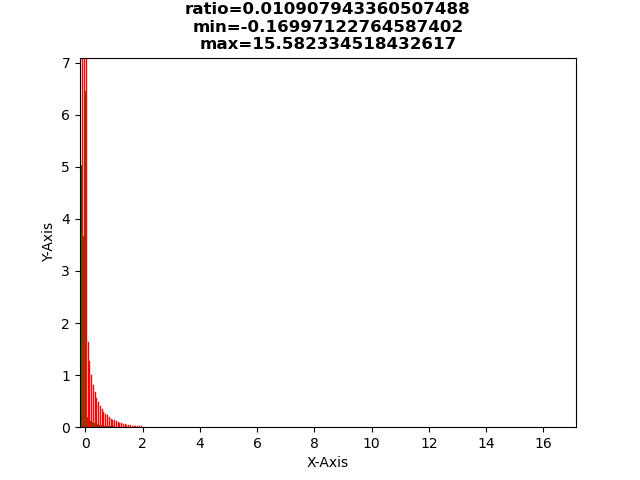 ratio=0.010907943360507488
min=-0.16997122764587402
max=15.582334518432617
7
6
5
4
3
2
1
0
Y-Axis
0 2 4 6 8 10 12 14 16
X-Axis